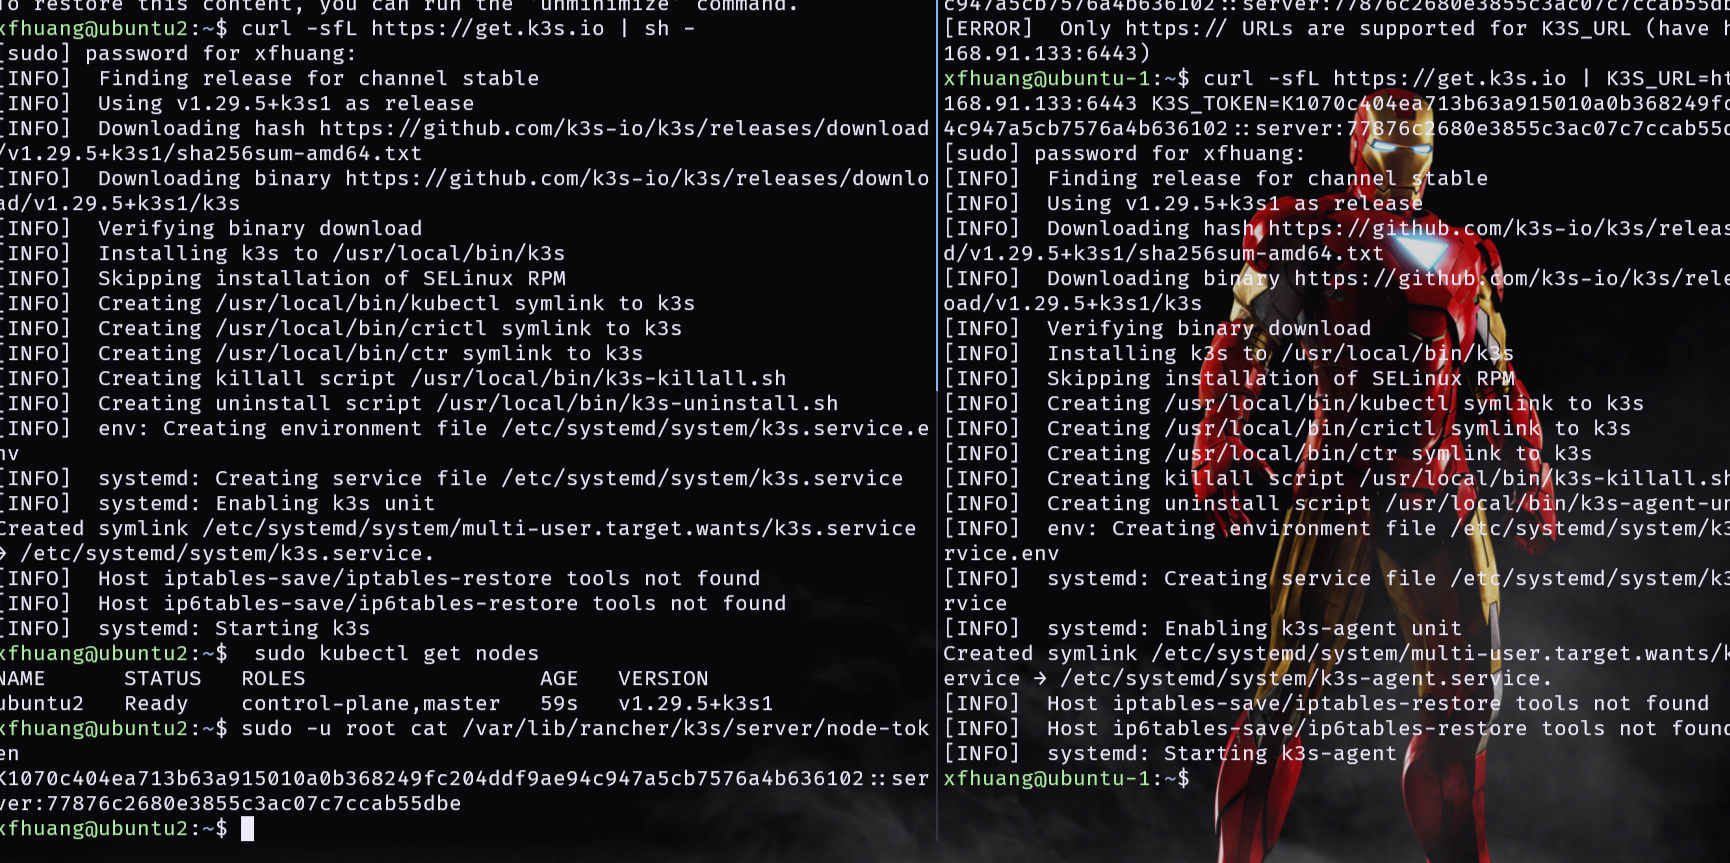 To restore this content, you can run the `unminimize` command.
xfhuang@ubuntu2:~$ curl -sfL https://get.k3s.io | sh -
[sudo] password for xfhuang:
[INFO]  Finding release for channel stable
[INFO]  Using v1.29.5+k3s1 as release
[INFO]  Downloading hash https://github.com/k3s-io/k3s/releases/download
/v1.29.5+k3s1/sha256sum-amd64.txt
[INFO]  Downloading binary https://github.com/k3s-io/k3s/releases/downlo
ad/v1.29.5+k3s1/k3s
[INFO]  Verifying binary download
[INFO]  Installing k3s to /usr/local/bin/k3s
[INFO]  Skipping installation of SELinux RPM
[INFO]  Creating /usr/local/bin/kubectl symlink to k3s
[INFO]  Creating /usr/local/bin/crictl symlink to k3s
[INFO]  Creating /usr/local/bin/ctr symlink to k3s
[INFO]  Creating killall script /usr/local/bin/k3s-killall.sh
[INFO]  Creating uninstall script /usr/local/bin/k3s-uninstall.sh
[INFO]  env: Creating environment file /etc/systemd/system/k3s.service.e
nv
[INFO]  systemd: Creating service file /etc/systemd/system/k3s.service
[INFO]  systemd: Enabling k3s unit
Created symlink /etc/systemd/system/multi-user.target.wants/k3s.service
→ /etc/systemd/system/k3s.service.
[INFO]  Host iptables-save/iptables-restore tools not found
[INFO]  Host ip6tables-save/ip6tables-restore tools not found
[INFO]  systemd: Starting k3s
xfhuang@ubuntu2:~$  sudo kubectl get nodes
NAME      STATUS   ROLES                  AGE   VERSION
ubuntu2   Ready    control-plane,master   59s   v1.29.5+k3s1
xfhuang@ubuntu2:~$ sudo -u root cat /var/lib/rancher/k3s/server/node-tok
en
K1070c404ea713b63a915010a0b368249fc204ddf9ae94c947a5cb7576a4b636102::ser
ver:77876c2680e3855c3ac07c7ccab55dbe
xfhuang@ubuntu2:~$
c947a5cb7576a4b636102::server:77876c2680e3855c3ac07c7ccab55db
[ERROR]  Only https:// URLs are supported for K3S_URL (have h
168.91.133:6443)
xfhuang@ubuntu-1:~$ curl -sfL https://get.k3s.io | K3S_URL=ht
168.91.133:6443 K3S_TOKEN=K1070c404ea713b63a915010a0b368249fc
4c947a5cb7576a4b636102::server:77876c2680e3855c3ac07c7ccab55d
[sudo] password for xfhuang:
[INFO]  Finding release for channel stable
[INFO]  Using v1.29.5+k3s1 as release
[INFO]  Downloading hash https://github.com/k3s-io/k3s/releas
d/v1.29.5+k3s1/sha256sum-amd64.txt
[INFO]  Downloading binary https://github.com/k3s-io/k3s/rele
oad/v1.29.5+k3s1/k3s
[INFO]  Verifying binary download
[INFO]  Installing k3s to /usr/local/bin/k3s
[INFO]  Skipping installation of SELinux RPM
[INFO]  Creating /usr/local/bin/kubectl symlink to k3s
[INFO]  Creating /usr/local/bin/crictl symlink to k3s
[INFO]  Creating /usr/local/bin/ctr symlink to k3s
[INFO]  Creating killall script /usr/local/bin/k3s-killall.sh
[INFO]  Creating uninstall script /usr/local/bin/k3s-agent-un
[INFO]  env: Creating environment file /etc/systemd/system/k3
rvice.env
[INFO]  systemd: Creating service file /etc/systemd/system/k3
rvice
[INFO]  systemd: Enabling k3s-agent unit
Created symlink /etc/systemd/system/multi-user.target.wants/k
ervice → /etc/systemd/system/k3s-agent.service.
[INFO]  Host iptables-save/iptables-restore tools not found
[INFO]  Host ip6tables-save/ip6tables-restore tools not found
[INFO]  systemd: Starting k3s-agent
xfhuang@ubuntu-1:~$